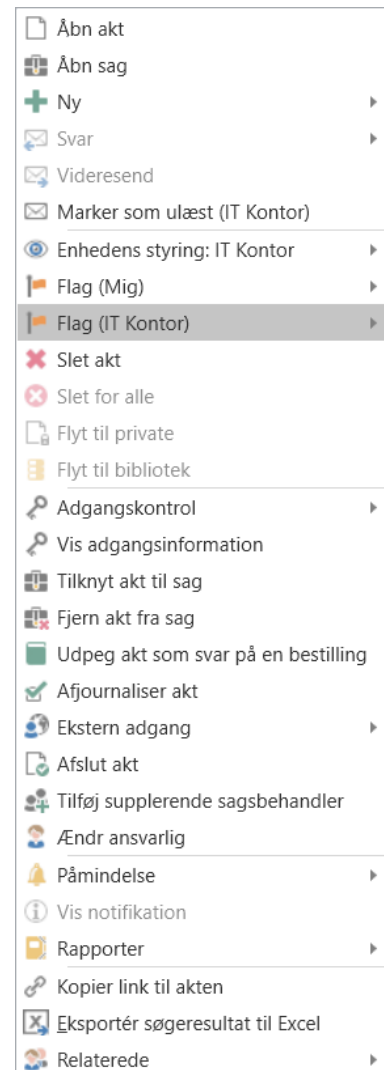 Åbn akt
Åbn sag
Ny
Svar
Videresend
Marker som ulæst (IT Kontor)
Enhedens styring: IT Kontor
Flag (Mig)
Flag (IT Kontor)
Slet akt
Slet for alle
Flyt til private
Flyt til bibliotek
Adgangskontrol
Vis adgangsinformation
Tilknyt akt til sag
Fjern akt fra sag
Udpeg akt som svar på en bestilling
Afjournaliser akt
Ekstern adgang
Afslut akt
Tilføj supplerende sagsbehandler
Ændr ansvarlig
Påmindelse
Vis notifikation
Rapporter
Kopier link til akten
Eksportér søgeresultat til Excel
Relaterede